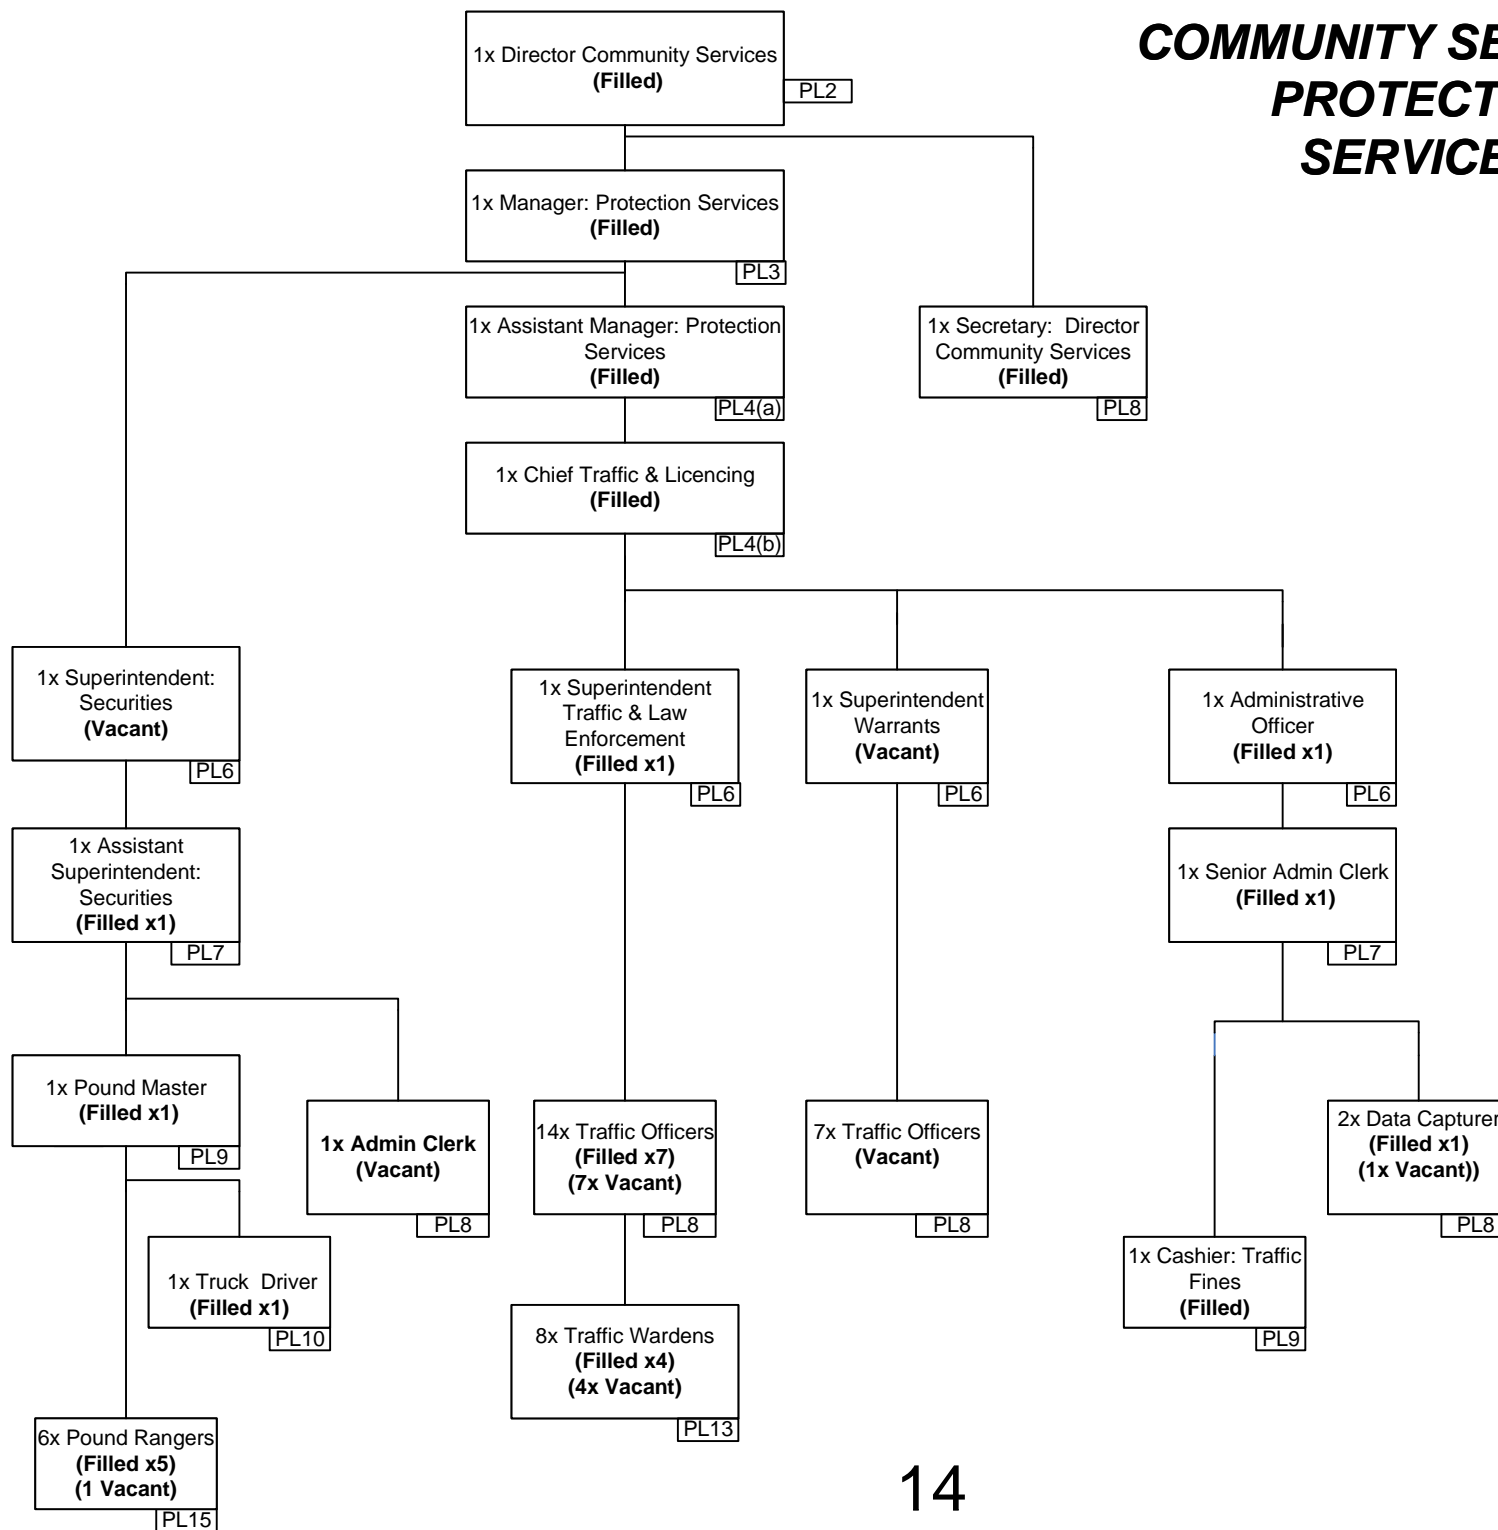 COMMUNITY SE
PROTECT
SERVICE
1x Director Community Services
(Filled)
PL2
1x Manager: Protection Services
(Filled)
PL3
1x Assistant Manager: Protection
Services
(Filled)
PL4(a)
1x Secretary:  Director
Community Services
(Filled)
PL8
1x Chief Traffic & Licencing
(Filled)
PL4(b)
1x Superintendent:
Securities
(Vacant)
PL6
1x Superintendent
Traffic & Law
Enforcement
(Filled x1)
PL6
1x Superintendent
Warrants
(Vacant)
PL6
1x Administrative
Officer
(Filled x1)
PL6
1x Assistant
Superintendent:
Securities
(Filled x1)
PL7
1x Senior Admin Clerk
(Filled x1)
PL7
1x Pound Master
(Filled x1)
PL9
1x Admin Clerk
(Vacant)
PL8
14x Traffic Officers
(Filled x7)
(7x Vacant)
PL8
7x Traffic Officers
(Vacant)
PL8
2x Data Capturer
(Filled x1)
(1x Vacant))
PL8
1x Truck  Driver
(Filled x1)
PL10
1x Cashier: Traffic
Fines
(Filled)
PL9
8x Traffic Wardens
(Filled x4)
(4x Vacant)
PL13
6x Pound Rangers
(Filled x5)
(1 Vacant)
PL15
14